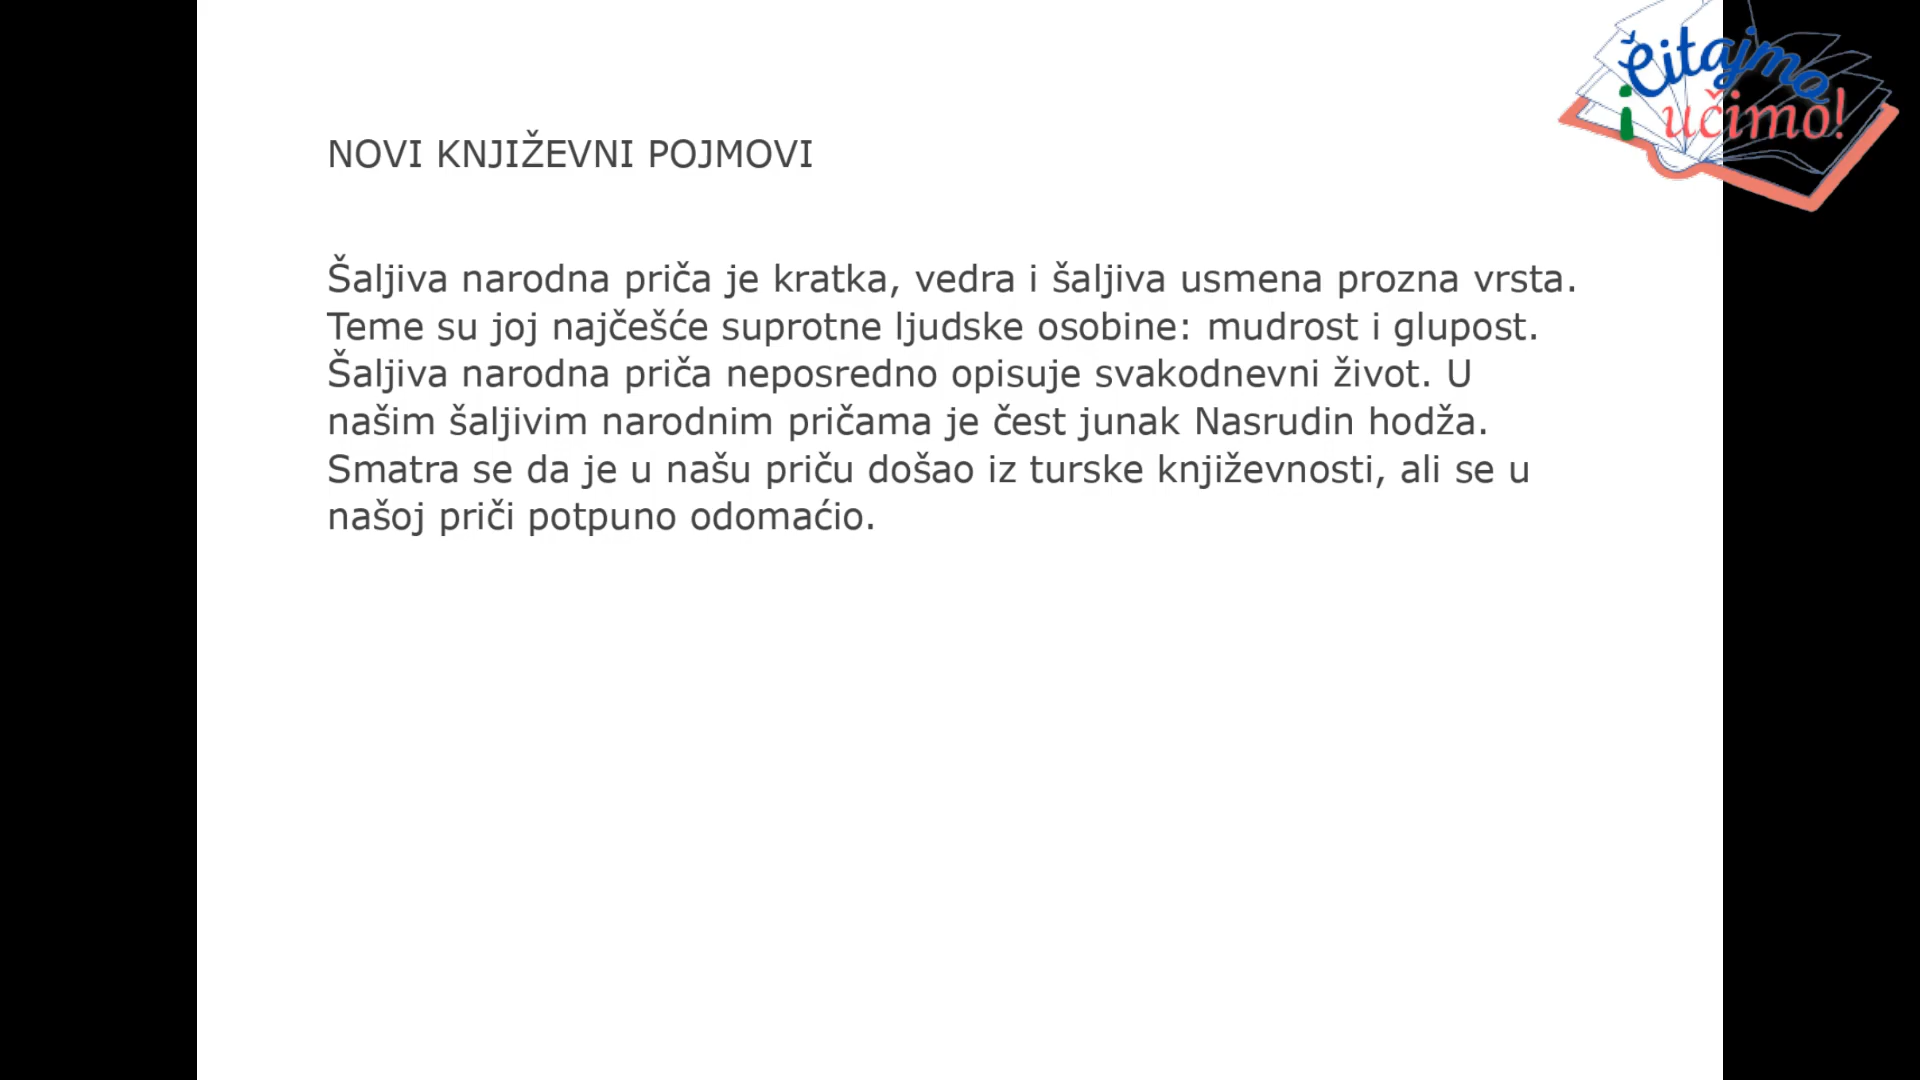 Čitajmo
i učimo!
NOVI KNJIŽEVNI POJMOVI
Šaljiva narodna priča je kratka, vedra i šaljiva usmena prozna vrsta.
Teme su joj najčešće suprotne ljudske osobine: mudrost i glupost.
Šaljiva narodna priča neposredno opisuje svakodnevni život. U
našim šaljivim narodnim pričama je čest junak Nasrudin hodža.
Smatra se da je u našu priču došao iz turske književnosti, ali se u
našoj priči potpuno odomaćio.